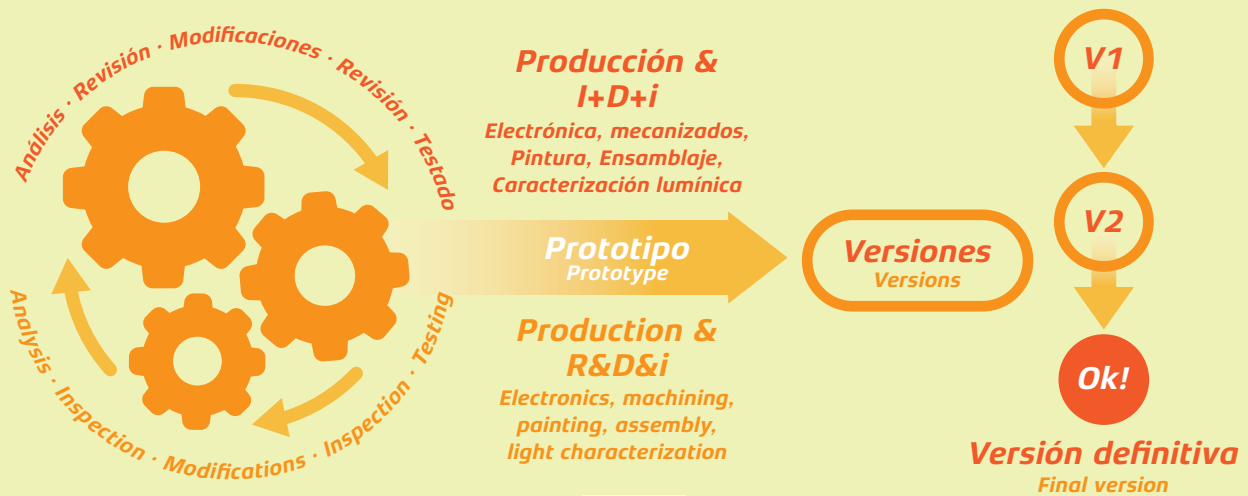 Análisis · Revisión · Modificaciones · Revisión · Testado
Analysis · Inspection · Modifications · Inspection · Testing
Producción &
I+D+i
Electrónica, mecanizados,
Pintura, Ensamblaje,
Caracterización lumínica
Prototipo
Prototype
Production &
R&D&i
Electronics, machining,
painting, assembly,
light characterization
Versiones
Versions
V1
V2
Ok!
Versión definitiva
Final version